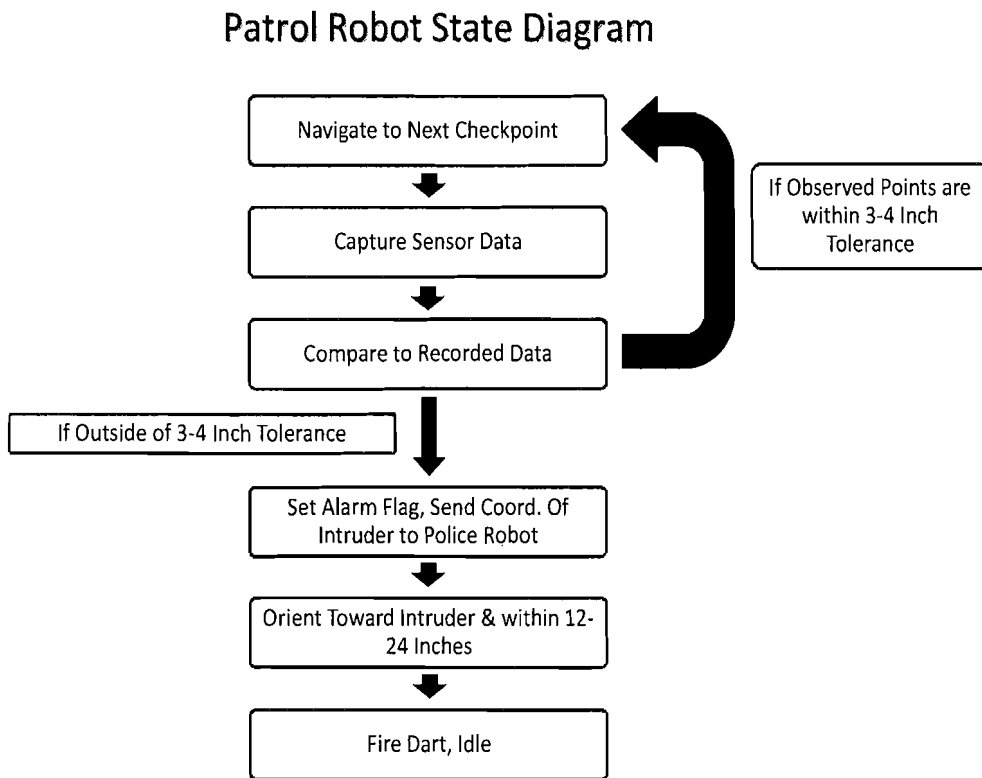 Patrol Robot State Diagram
Navigate to Next Checkpoint
If Observed Points are
within 3-4 Inch
Tolerance
Capture Sensor Data
Compare to Recorded Data
If Outside of 3-4 Inch Tolerance
Set Alarm Flag, Send Coord. Of
Intruder to Police Robot
Orient Toward Intruder & within 12-
24 Inches
Fire Dart, Idle